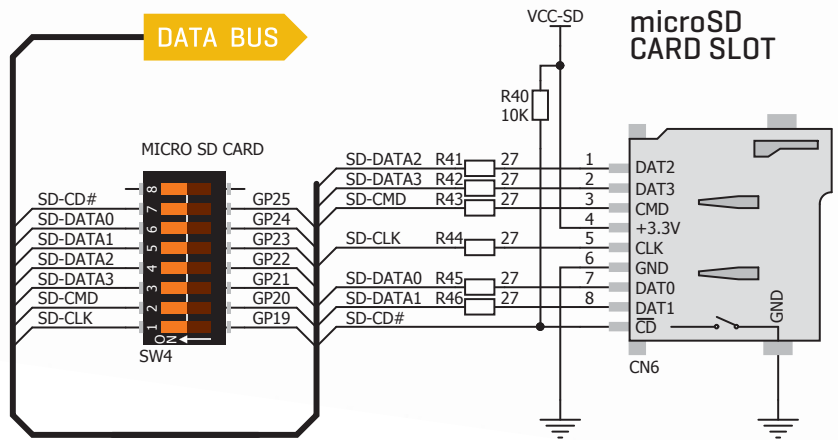 DATA BUS
VCC-SD
microSD
CARD SLOT
R40
10K
MICRO SD CARD
SD-DATA2 R41 27 1 DAT2
SD-DATA3 R42 27 2 DAT3
SD-CMD R43 27 3 CMD
4 +3.3V
SD-CLK R44 27 5 CLK
6 GND
SD-DATA0 R45 27 7 DAT0
SD-DATA1 R46 27 8 DAT1
SD-CD# CD
GND
8
SD-CD# 7 GP25
SD-DATA0 6 GP24
SD-DATA1 5 GP23
SD-DATA2 4 GP22
SD-DATA3 3 GP21
SD-CMD 2 GP20
SD-CLK 1 GP19
ON
SW4
CN6